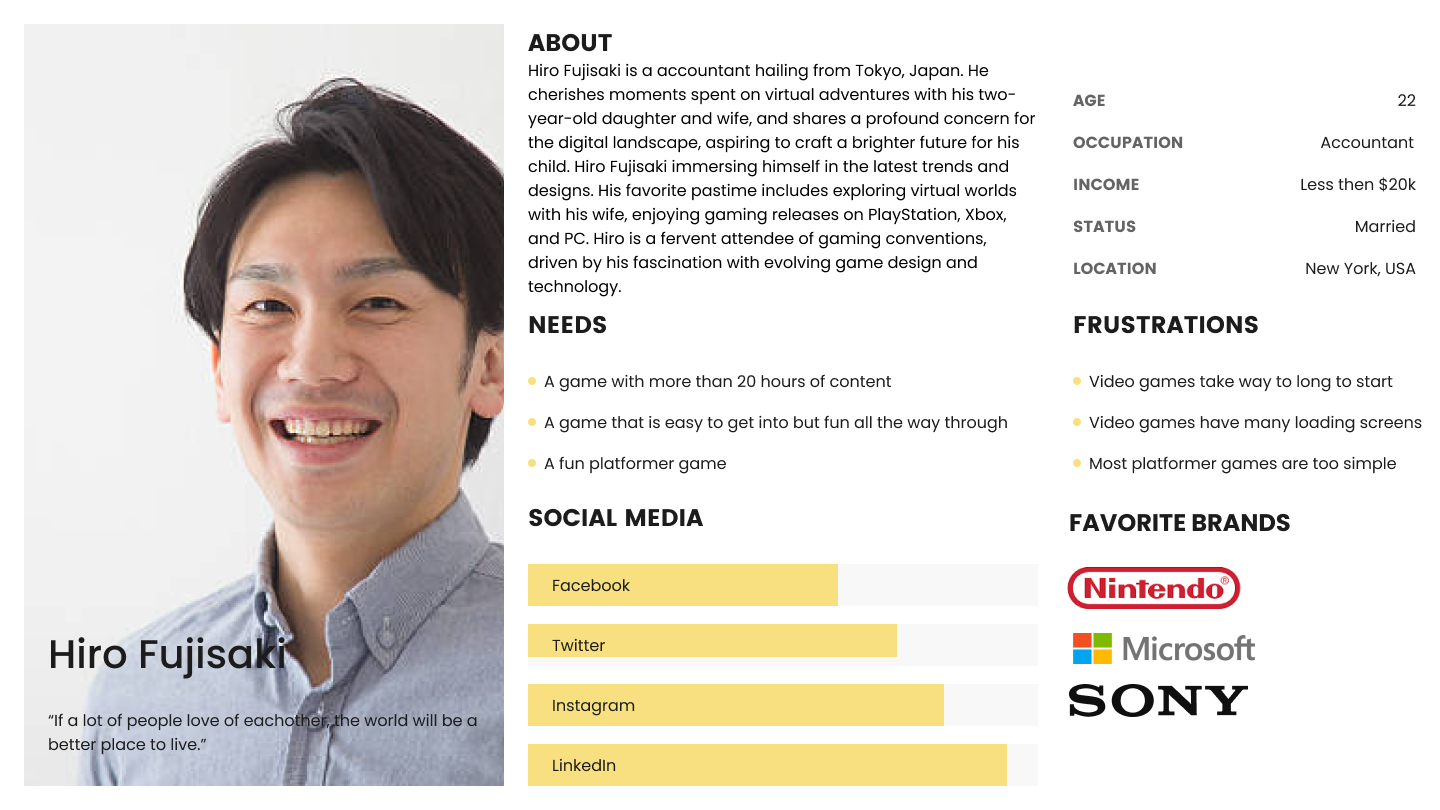 ABOUT
Hiro Fujisaki is a accountant hailing from Tokyo, Japan. He
cherishes moments spent on virtual adventures with his two-
year-old daughter and wife, and shares a profound concern for
the digital landscape, aspiring to craft a brighter future for his
child. Hiro Fujisaki immersing himself in the latest trends and
designs. His favorite pastime includes exploring virtual worlds
with his wife, enjoying gaming releases on PlayStation, Xbox,
and PC. Hiro is a fervent attendee of gaming conventions,
driven by his fascination with evolving game design and
technology.
AGE 22
OCCUPATION Accountant
INCOME Less then $20k
STATUS Married
LOCATION New York, USA
NEEDS
A game with more than 20 hours of content
A game that is easy to get into but fun all the way through
A fun platformer game
FRUSTRATIONS
Video games take way to long to start
Video games have many loading screens
Most platformer games are too simple
SOCIAL MEDIA
Facebook
Twitter
Instagram
LinkedIn
FAVORITE BRANDS
Nintendo®
Microsoft
SONY
Hiro Fujisaki
“If a lot of people love of eachother, the world will be a
better place to live.”